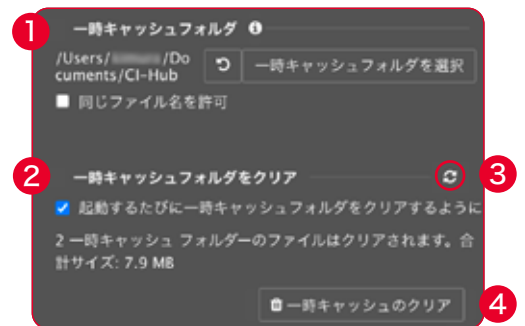 1 一時キャッシュフォルダ
/Users/ /Do
cuments/CI-Hub
一時キャッシュフォルダを選択
同じファイル名を許可
2 一時キャッシュフォルダをクリア 3
起動するたびに一時キャッシュフォルダをクリアするように
2 一時キャッシュ フォルダーのファイルはクリアされます。合
計サイズ: 7.9 MB
一時キャッシュのクリア 4